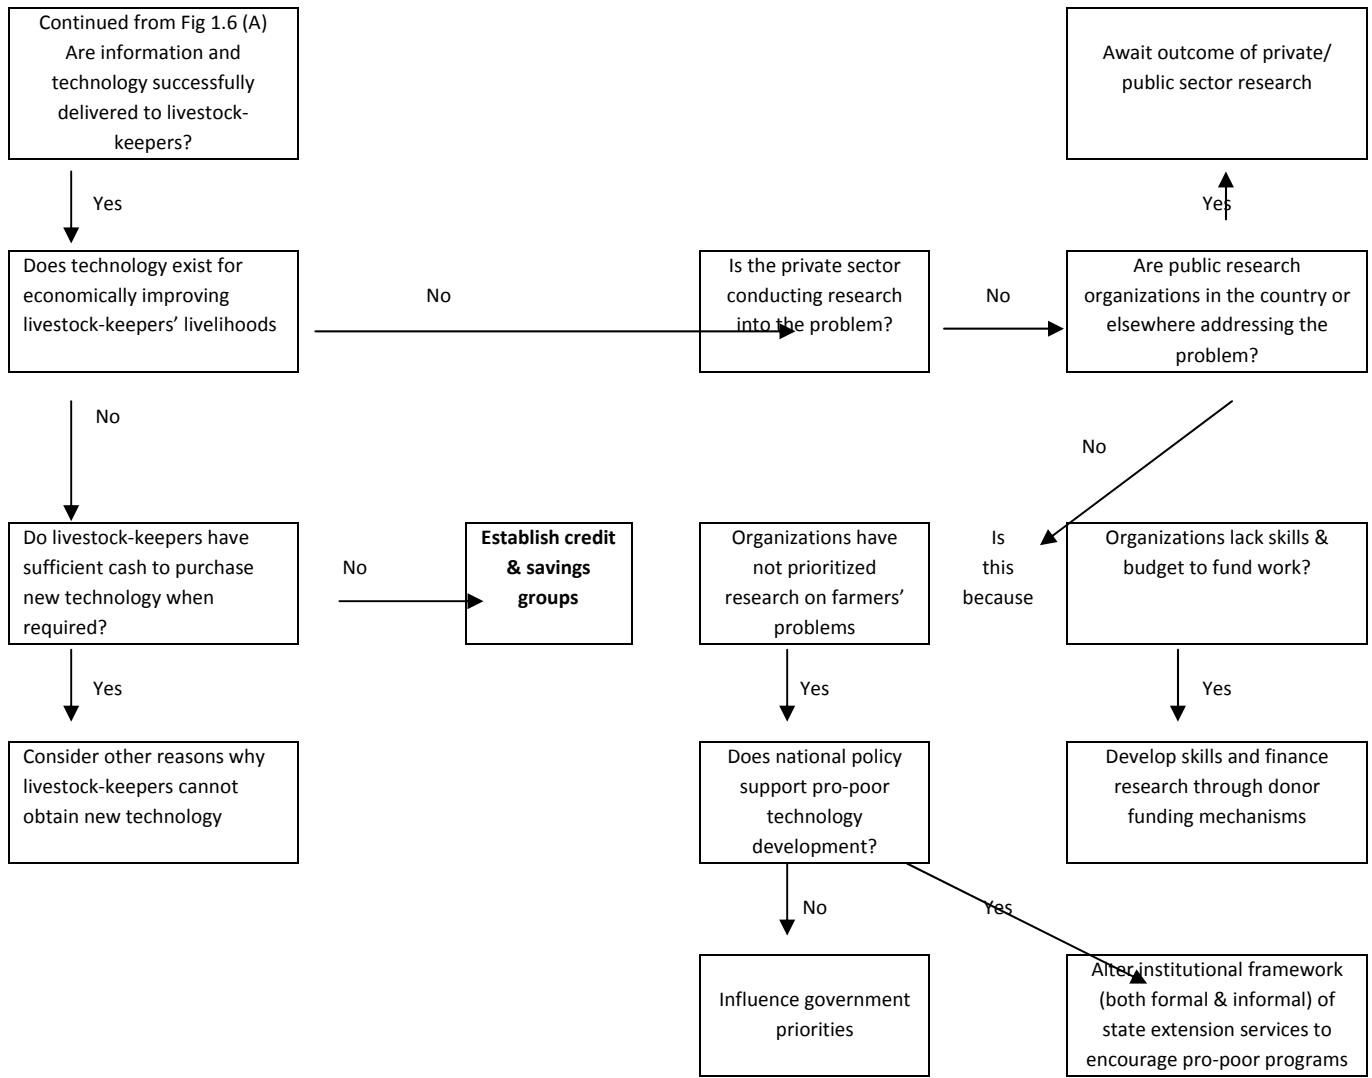 Continued from Fig 1.6 (A)
Are information and
technology successfully
delivered to livestock-
keepers?
Await outcome of private/
public sector research
Yes
Yes
Does technology exist for
economically improving
livestock-keepers’ livelihoods
No
Is the private sector
conducting research
into the problem?
No
Are public research
organizations in the country or
elsewhere addressing the
problem?
No
No
Do livestock-keepers have
sufficient cash to purchase
new technology when
required?
No
Establish credit
& savings
groups
Organizations have
not prioritized
research on farmers’
problems
Is
this
because
Organizations lack skills &
budget to fund work?
Yes
Yes
Yes
Consider other reasons why
livestock-keepers cannot
obtain new technology
Does national policy
support pro-poor
technology
development?
Develop skills and finance
research through donor
funding mechanisms
No
Yes
Influence government
priorities
Alter institutional framework
(both formal & informal) of
state extension services to
encourage pro-poor programs